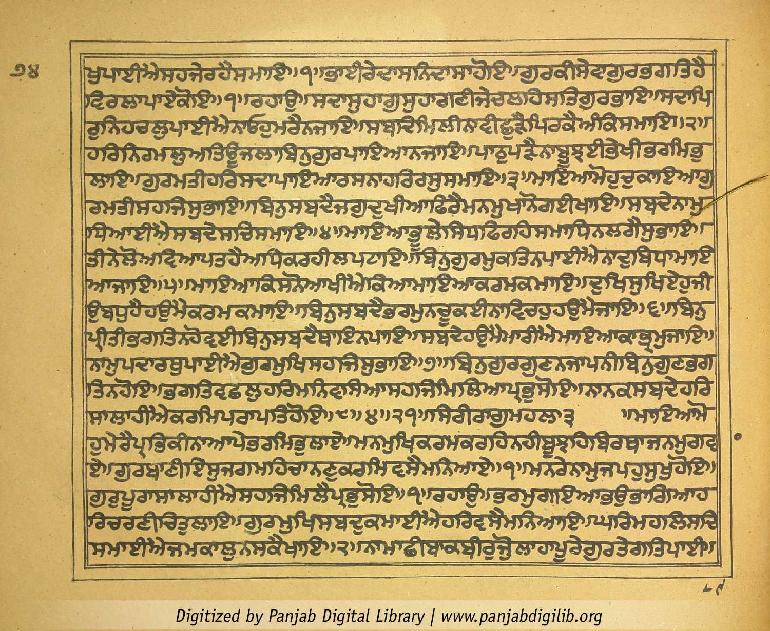 ੭੪
ਖੁਪਾਈਐਸਹਜੇਰਹੈਸਮਾਇ॥੧॥ਭਾਈਰੇਦਾਸਨਿਦਾਸਾਹੋਇ॥ਗੁਰਕੀਸੇਵਾਗੁਰਭਗਤਿਹੈ
ਵਿਰਲਾਪਾਏਕੋਇ॥੧॥ਰਹਾਉ॥ਸਦਾਸੁਹਾਗੁਸੁਹਾਗਣੀਜੇਚਲਹਿਸਤਿਗੁਰਭਾਇ॥ਸਦਾਪਿ
ਰੁਨਿਹਚਲੁਪਾਈਐਨਾਓਹੁਮਰੈਨਜਾਇ॥ਸਬਦਿਮਿਲੀਨਾਵੀਛੁੜੈਪਿਰਕੈਅੰਕਿਸਮਾਇ॥੨॥
ਹਰਿਨਿਰਮਲੁਅਤਿਊਜਲਾਬਿਨੁਗੁਰਪਾਇਆਨਜਾਇ॥ਪਾਠੁਪੜੈਨਾਬੂਝਈਭੇਖੀਭਰਮਿਭੁ
ਲਾਇ॥ਗੁਰਮਤੀਹਰਿਸਦਾਪਾਇਆਰਸਨਾਹਰਿਰਸੁਸਮਾਇ॥੩॥ਮਾਇਆਮੋਹੁਚੁਕਾਇਆਗੁ
ਰਮਤੀਸਹਜਿਸੁਭਾਇ॥ਬਿਨੁਸਬਦੈਜਗੁਦੁਖੀਆਫਿਰੈਮਨਮੁਖਾਨੋਗਈਖਾਇ॥ਸਬਦੇਨਾਮੁ
ਧਿਆਈਐਸਬਦੇਸਚਿਸਮਾਇ॥੪॥ਮਾਇਆਭੂਲੇਸਿਧਫਿਰਹਿਸਮਾਧਿਨਲਗੈਸੁਭਾਇ॥
ਤੀਨੇਲੋਅਵਿਆਪਤਹੈਅਧਿਕਰਹੀਲਪਟਾਇ॥ਬਿਨੁਗੁਰਮੁਕਤਿਨਪਾਈਐਨਾਦੁਬਿਧਾਮਾਇ
ਆਜਾਇ॥੫॥ਮਾਇਆਕਿਸਨੋਆਖੀਐਕਿਆਮਾਇਆਕਰਮਕਮਾਇ॥ਦੁਖਿਸੁਖਿਏਹੁਜੀ
ਉਬਧੁਹੈਹਉਮੈਕਰਮਕਮਾਇ॥ਬਿਨੁਸਬਦੈਭਰਮੁਨਚੂਕਈਨਾਵਿਚਹੁਹਉਮੈਜਾਇ॥੬॥ਬਿਨੁ
ਪ੍ਰੀਤੀਭਗਤਿਨਹੋਵਈਬਿਨੁਸਬਦੈਥਾਇਨਪਾਇ॥ਸਬਦੇਹਉਮੈਮਾਰੀਐਮਾਇਆਕਾਭ੍ਰਮੁਜਾਇ॥
ਨਾਮੁਪਦਾਰਥੁਪਾਈਐਗੁਰਮੁਖਿਸਹਜਿਸੁਭਾਇ॥੭॥ਬਿਨੁਗੁਰਗੁਣਨਜਾਪਨੀਬਿਨੁਗੁਣਭਗ
ਤਿਨਹੋਇ॥ਭਗਤਿਵਛਲੁਹਰਿਮਨਿਵਸਿਆਸਹਜਿਮਿਲਿਆਪ੍ਰਭੁਸੋਇ॥ਨਾਨਕਸਬਦੇਹਰਿ
ਸਾਲਾਹੀਐਕਰਮਿਪਰਾਪਤਿਹੋਇ॥੮॥੪॥੨੧॥ਸਿਰੀਰਾਗੁਮਹਲਾ੩ ॥ਮਾਇਆਮੋ
ਹੁਮੇਰੈਪ੍ਰਭਿਕੀਨਾਆਪੇਭਰਮਿਭੁਲਾਏ॥ਮਨਮੁਖਿਕਰਮਕਰਹਿਨਹੀਬੂਝਹਿਬਿਰਥਾਜਨਮੁਗਵ
ਏ॥ਗੁਰਬਾਣੀਇਸੁਜਗਮਹਿਚਾਨਣੁਕਰਮਿਵਸੈਮਨਿਆਏ॥੧॥ਮਨਰੇਨਾਮੁਜਪਹੁਸੁਖੁਹੋਇ॥
ਗੁਰੁਪੂਰਾਸਾਲਾਹੀਐਸਹਜਿਮਿਲੈਪ੍ਰਭੁਸੋਇ॥੧॥ਰਹਾਉ॥ਭਰਮੁਗਇਆਭਉਭਾਗਿਆਹ
ਰਿਚਰਣੀਚਿਤੁਲਾਇ॥ਗੁਰਮੁਖਿਸਬਦੁਕਮਾਈਐਹਰਿਵਸੈਮਨਿਆਇ॥ਘਰਿਮਹਲਿਸਚਿ
ਸਮਾਈਐਜਮਕਾਲੁਨਸਕੈਖਾਇ॥੨॥ਨਾਮਾਛੀਬਾਕਬੀਰੁਜੋੁਲਾਹਾਪੂਰੇਗੁਰਤੇਗਤਿਪਾਈ॥
Digitized by Panjab Digital Library | www.panjabdigilib.org